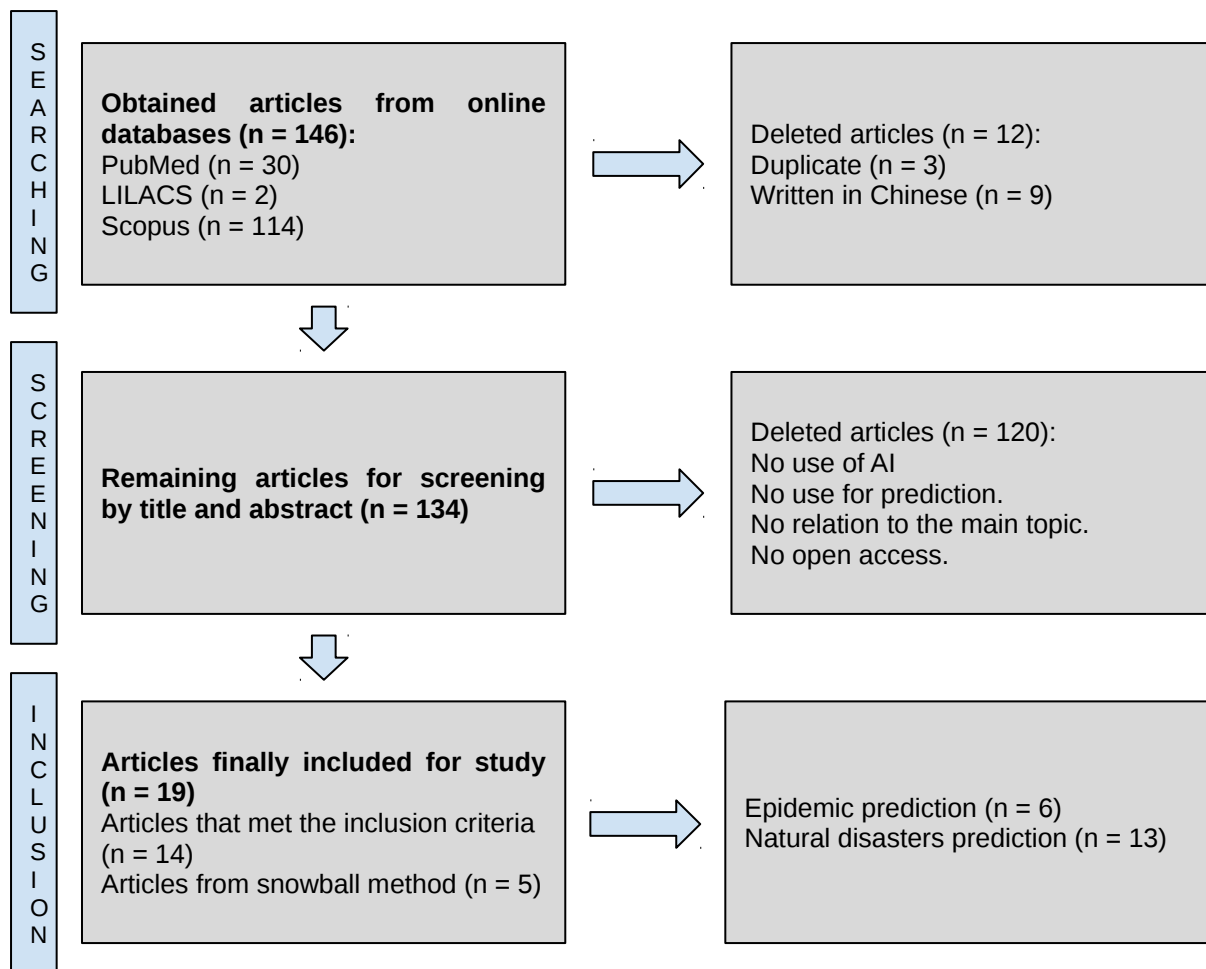 SEARCHING
Obtained articles from online
databases (n = 146):
PubMed (n = 30)
LILACS (n = 2)
Scopus (n = 114)
Deleted articles (n = 12):
Duplicate (n = 3)
Written in Chinese (n = 9)
SCREENING
Remaining articles for screening
by title and abstract (n = 134)
Deleted articles (n = 120):
No use of AI
No use for prediction.
No relation to the main topic.
No open access.
INCLUSION
Articles finally included for study
(n = 19)
Articles that met the inclusion criteria
(n = 14)
Articles from snowball method (n = 5)
Epidemic prediction (n = 6)
Natural disasters prediction (n = 13)